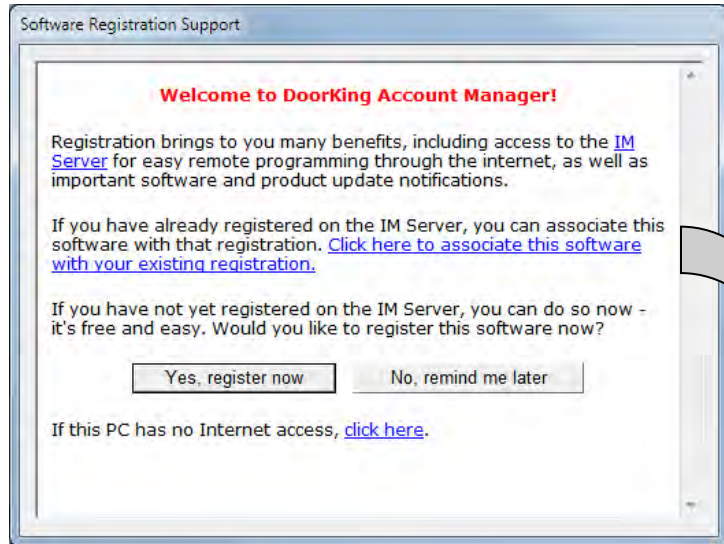 Software Registration Support
Welcome to DoorKing Account Manager!
Registration brings to you many benefits, including access to the IM
Server for easy remote programming through the internet, as well as
important software and product update notifications.
If you have already registered on the IM Server, you can associate this
software with that registration. Click here to associate this software
with your existing registration.
If you have not yet registered on the IM Server, you can do so now -
it's free and easy. Would you like to register this software now?
Yes, register now
No, remind me later
If this PC has no Internet access, click here.